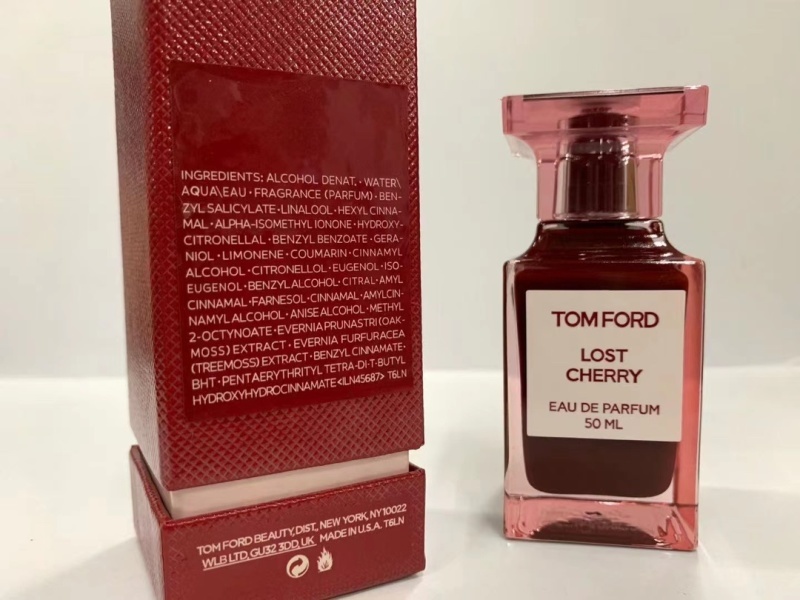 INGREDIENTS: ALCOHOL DENAT. · WATER\
AQUA\EAU · FRAGRANCE (PARFUM) · BEN-
ZYL SALICYLATE · LINALOOL · HEXYL CINNA-
MAL · ALPHA-ISOMETHYL IONONE · HYDROXY-
CITRONELLAL · BENZYL BENZOATE · GERA-
NIOL · LIMONENE · COUMARIN · CINNAMYL
ALCOHOL · CITRONELLOL · EUGENOL · ISO-
EUGENOL · BENZYL ALCOHOL · CITRAL · AMYL
CINNAMAL · FARNESOL · CINNAMAL · AMYLCIN-
NAMYL ALCOHOL · ANISE ALCOHOL · METHYL
2-OCTYNOATE · EVERNIA PRUNASTRI (OAK-
MOSS) EXTRACT · EVERNIA FURFURACEA
(TREEMOSS) EXTRACT · BENZYL CINNAMATE ·
BHT · PENTAERYTHRITYL TETRA-DI-T-BUTYL
HYDROXYHYDROCINNAMATE <ILN45687> T6LN
TOM FORD BEAUTY, DIST., NEW YORK, NY 10022
WLB LTD, GU32 3DD, UK MADE IN U.S.A. T6LN
TOM FORD
LOST
CHERRY
EAU DE PARFUM
50 ML